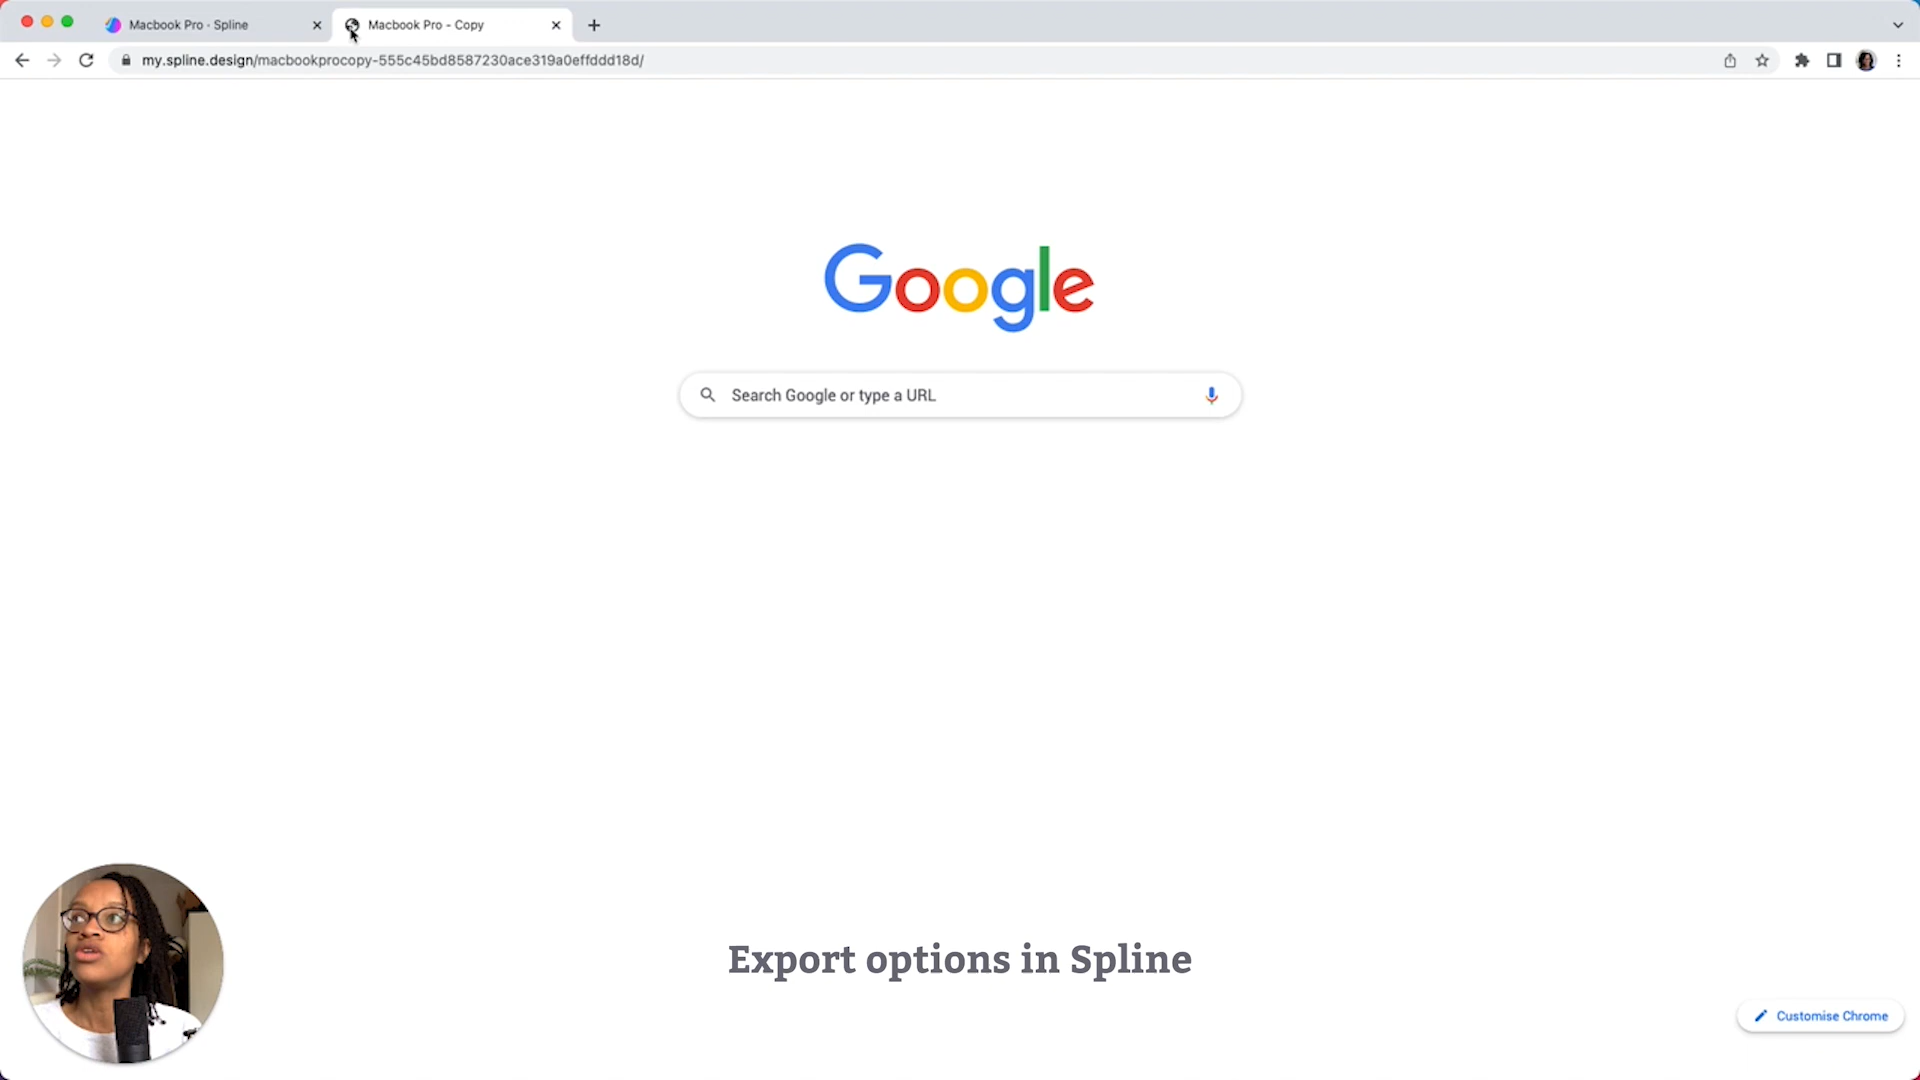 Macbook Pro - Spline
Macbook Pro - Copy
my.spline.design/macbookprocopy-555c45bd8587230ace319a0effddd18d/
Google
Search Google or type a URL
Export options in Spline
Customise Chrome